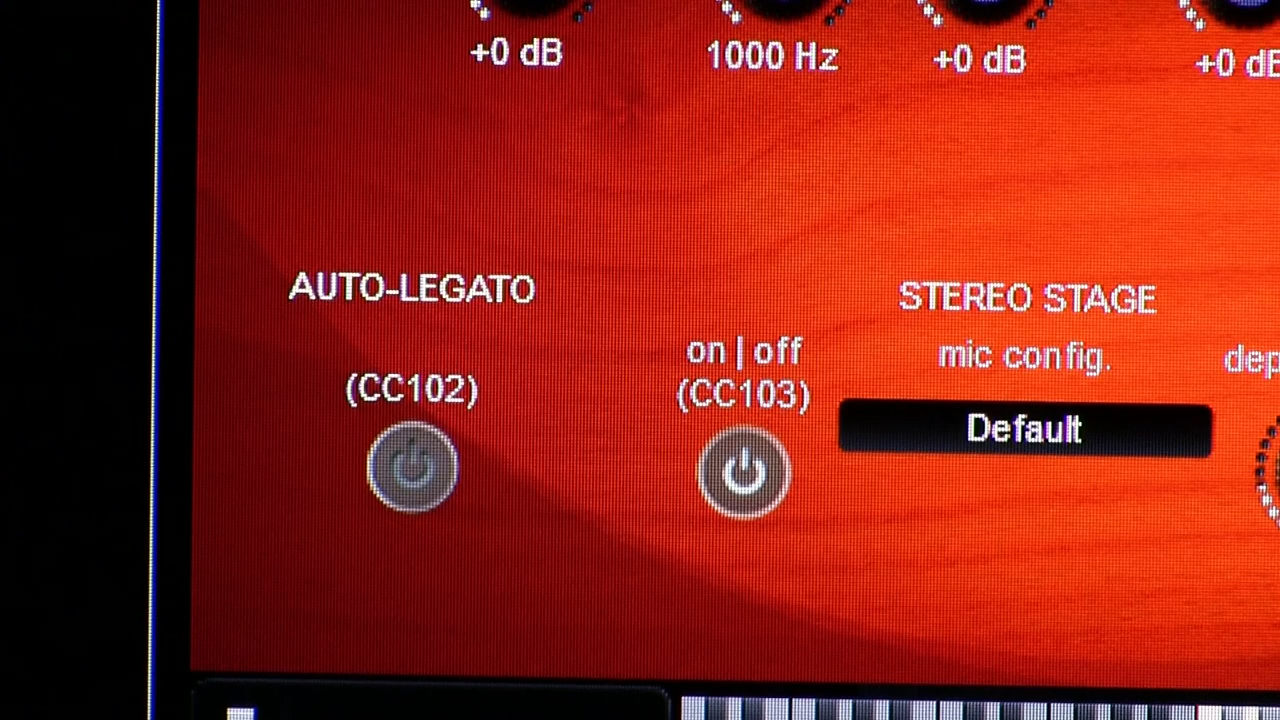 +0 dB
1000 Hz
+0 dB
+0 dB
AUTO-LEGATO
(CC102)
on | off
(CC103)
STEREO STAGE
mic config.
Default